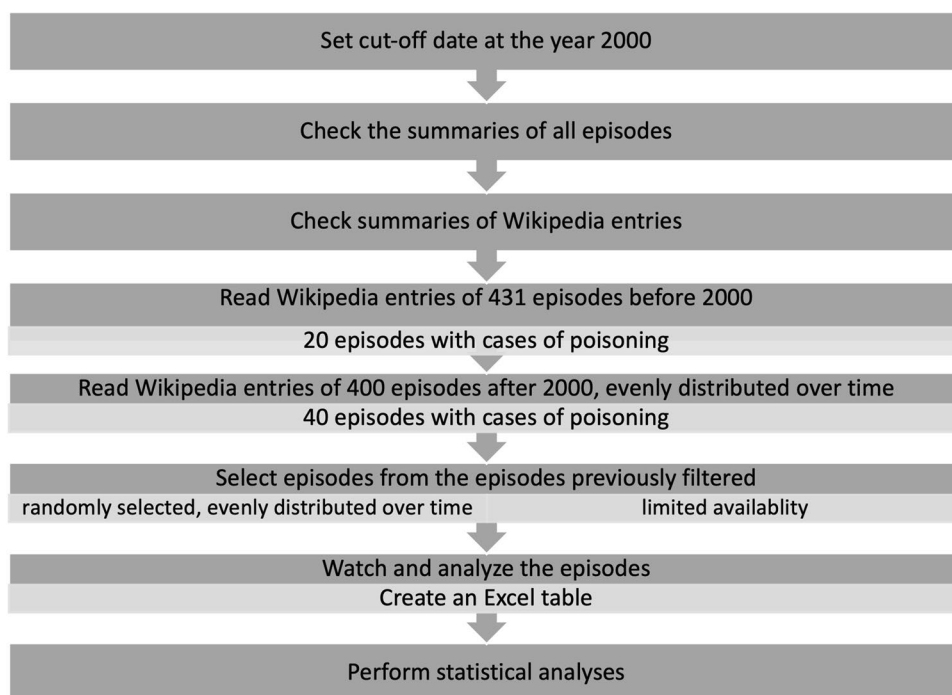 Set cut-off date at the year 2000
Check the summaries of all episodes
Check summaries of Wikipedia entries
Read Wikipedia entries of 431 episodes before 2000
20 episodes with cases of poisoning
Read Wikipedia entries of 400 episodes after 2000, evenly distributed over time
40 episodes with cases of poisoning
Select episodes from the episodes previously filtered
randomly selected, evenly distributed over time
limited availablity
Watch and analyze the episodes
Create an Excel table
Perform statistical analyses